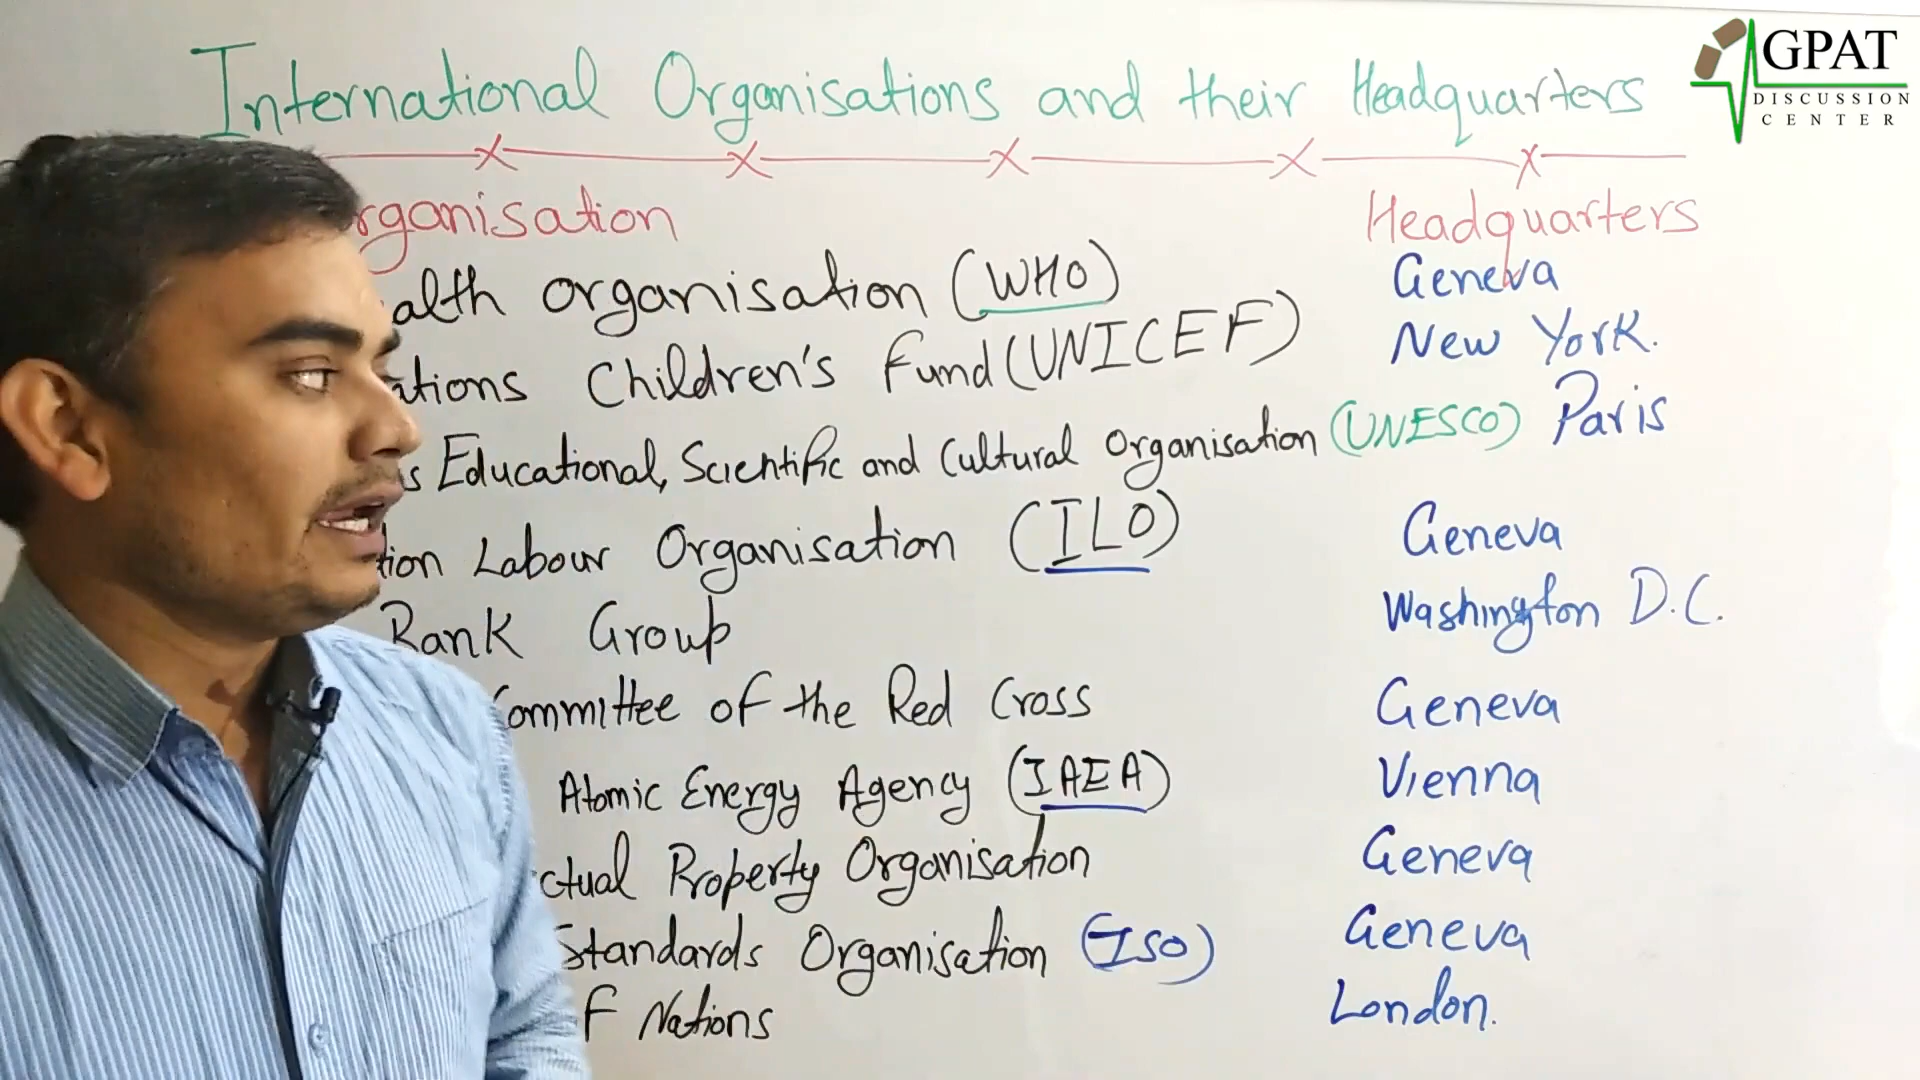 International Organisations and their Headquarters
GPAT
DISCUSSION
CENTER
rganisation Headquarters
alth Organisation (WHO) Geneva
ations Children's Fund (UNICEF) New York.
s Educational, Scientific and Cultural Organisation (UNESCO) Paris
tion Labour Organisation (ILO) Geneva
Bank Group Washington D.C.
Committee of the Red Cross Geneva
Atomic Energy Agency (IAEA) Vienna
ctual Property Organisation Geneva
Standards Organisation (ISO) Geneva
F Nations London.